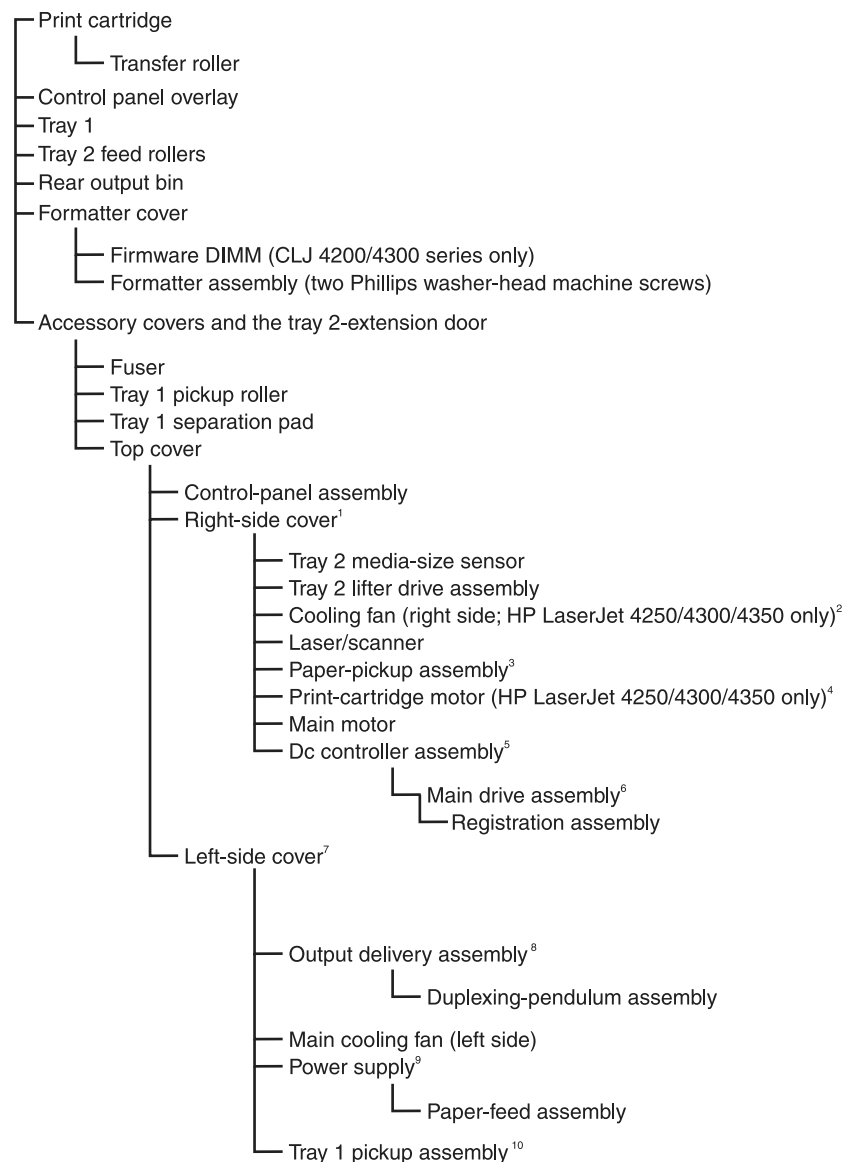 Print cartridge
Transfer roller
Control panel overlay
Tray 1
Tray 2 feed rollers
Rear output bin
Formatter cover
Firmware DIMM (CLJ 4200/4300 series only)
Formatter assembly (two Phillips washer-head machine screws)
Accessory covers and the tray 2-extension door
Fuser
Tray 1 pickup roller
Tray 1 separation pad
Top cover
Control-panel assembly
Right-side cover¹
Tray 2 media-size sensor
Tray 2 lifter drive assembly
Cooling fan (right side; HP LaserJet 4250/4300/4350 only)²
Laser/scanner
Paper-pickup assembly³
Print-cartridge motor (HP LaserJet 4250/4300/4350 only)⁴
Main motor
Dc controller assembly⁵
Main drive assembly⁶
Registration assembly
Left-side cover⁷
Output delivery assembly⁸
Duplexing-pendulum assembly
Main cooling fan (left side)
Power supply⁹
Paper-feed assembly
Tray 1 pickup assembly¹⁰